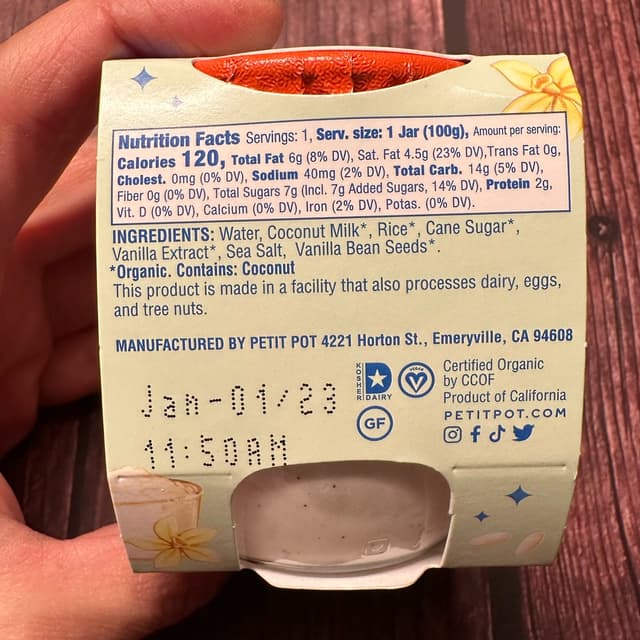 Nutrition Facts Servings: 1, Serv. size: 1 Jar (100g), Amount per serving:
Calories 120, Total Fat 6g (8% DV), Sat. Fat 4.5g (23% DV),Trans Fat 0g,
Cholest. 0mg (0% DV), Sodium 40mg (2% DV), Total Carb. 14g (5% DV),
Fiber 0g (0% DV), Total Sugars 7g (Incl. 7g Added Sugars, 14% DV), Protein 2g,
Vit. D (0% DV), Calcium (0% DV), Iron (2% DV), Potas. (0% DV).
INGREDIENTS: Water, Coconut Milk*, Rice*, Cane Sugar*,
Vanilla Extract*, Sea Salt, Vanilla Bean Seeds*.
*Organic. Contains: Coconut
This product is made in a facility that also processes dairy, eggs,
and tree nuts.
MANUFACTURED BY PETIT POT 4221 Horton St., Emeryville, CA 94608
Jan-01/23
11:50AM
KOSHER
D
DAIRY
VEGAN
V
GF
Certified Organic
by CCOF
Product of California
PETITPOT.COM